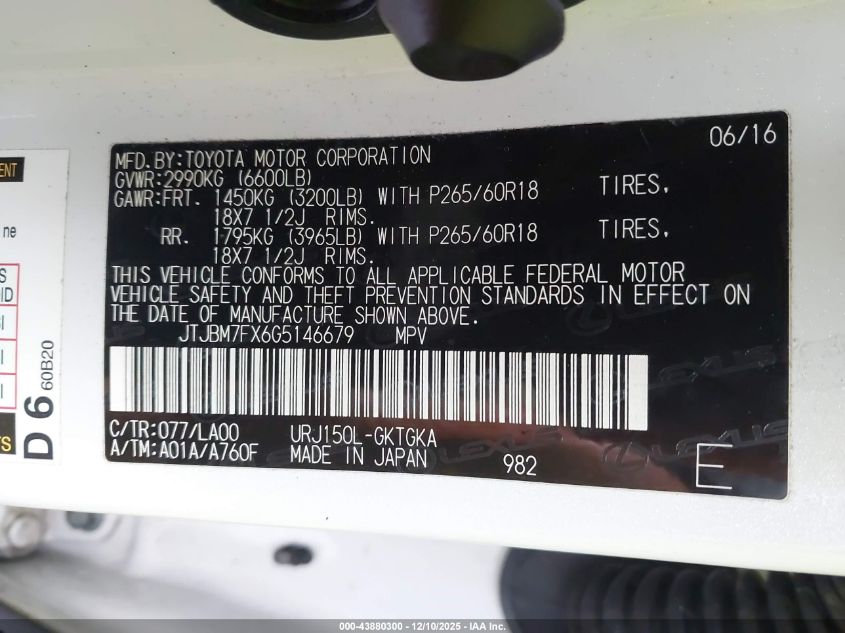 06/16
MFD.BY:TOYOTA MOTOR CORPORATION
GVWR:2990KG (6600LB)
GAWR:FRT. 1450KG (3200LB) WITH P265/60R18 TIRES,
18X7 1/2J RIMS.
RR. 1795KG (3965LB) WITH P265/60R18 TIRES,
18X7 1/2J RIMS.
THIS VEHICLE CONFORMS TO ALL APPLICABLE FEDERAL MOTOR
VEHICLE SAFETY AND THEFT PREVENTION STANDARDS IN EFFECT ON
THE DATE OF MANUFACTURE SHOWN ABOVE.
JTJBM7FX6G5146679 MPV
C/TR:077/LA00 URJ150L-GKTGKA
A/TM:A01A/A760F MADE IN JAPAN 982 E
LEXUS
D 6 60B20
ne
000-43880300 - 12/10/2025 - IAA Inc.